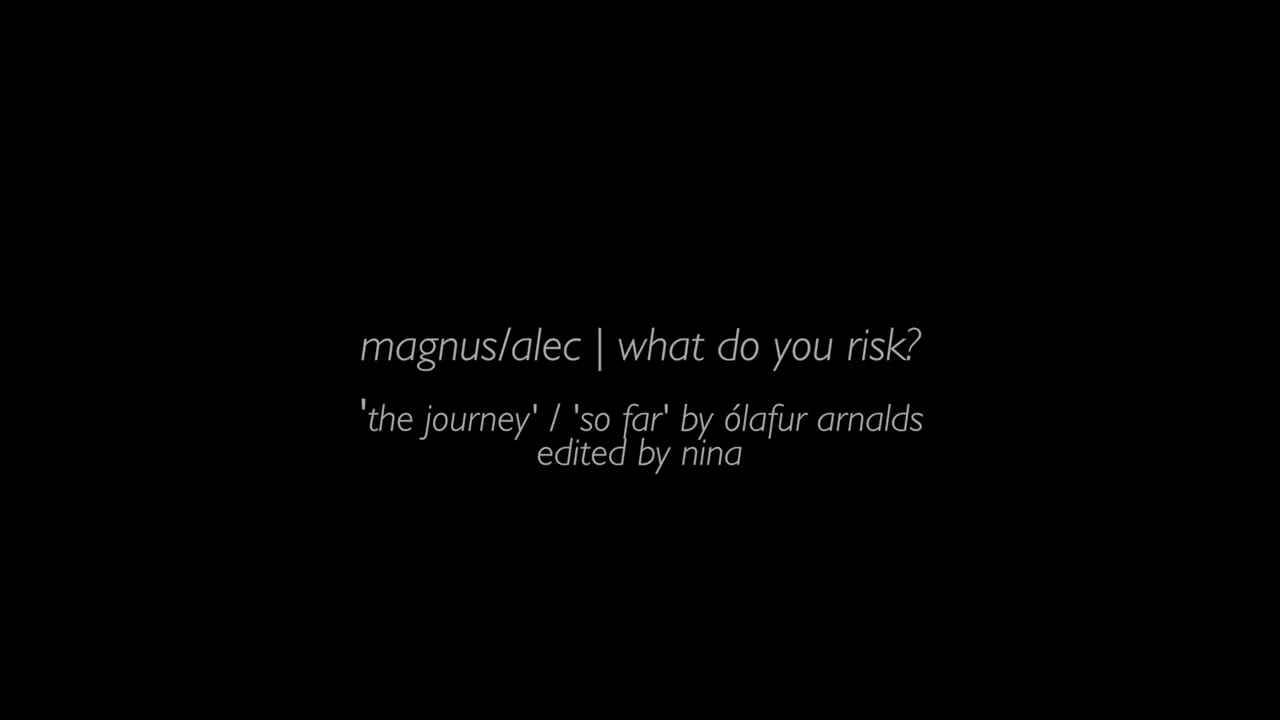 magnus/alec | what do you risk?
'the journey' / 'so far' by ólafur arnalds
edited by nina